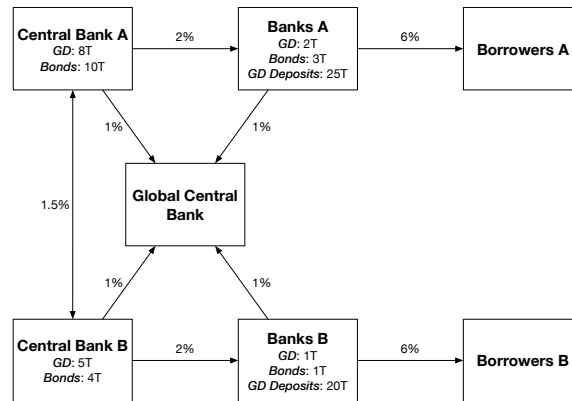 Central Bank A
GD: 8T
Bonds: 10T
2%
Banks A
GD: 2T
Bonds: 3T
GD Deposits: 25T
6%
Borrowers A
1%
1%
Global Central
Bank
1.5%
1%
1%
Central Bank B
GD: 5T
Bonds: 4T
2%
Banks B
GD: 1T
Bonds: 1T
GD Deposits: 20T
6%
Borrowers B